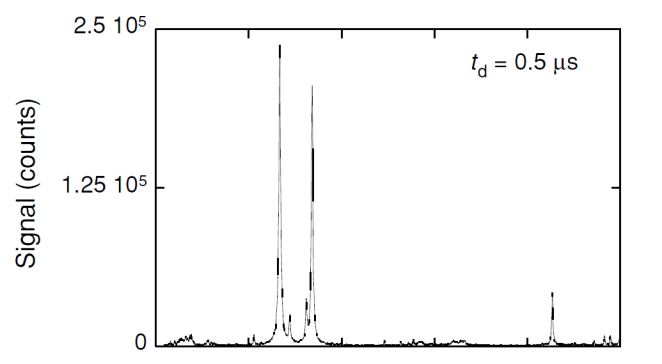 2.5 10⁵
t_d = 0.5 μs
Signal (counts)
1.25 10⁵
0